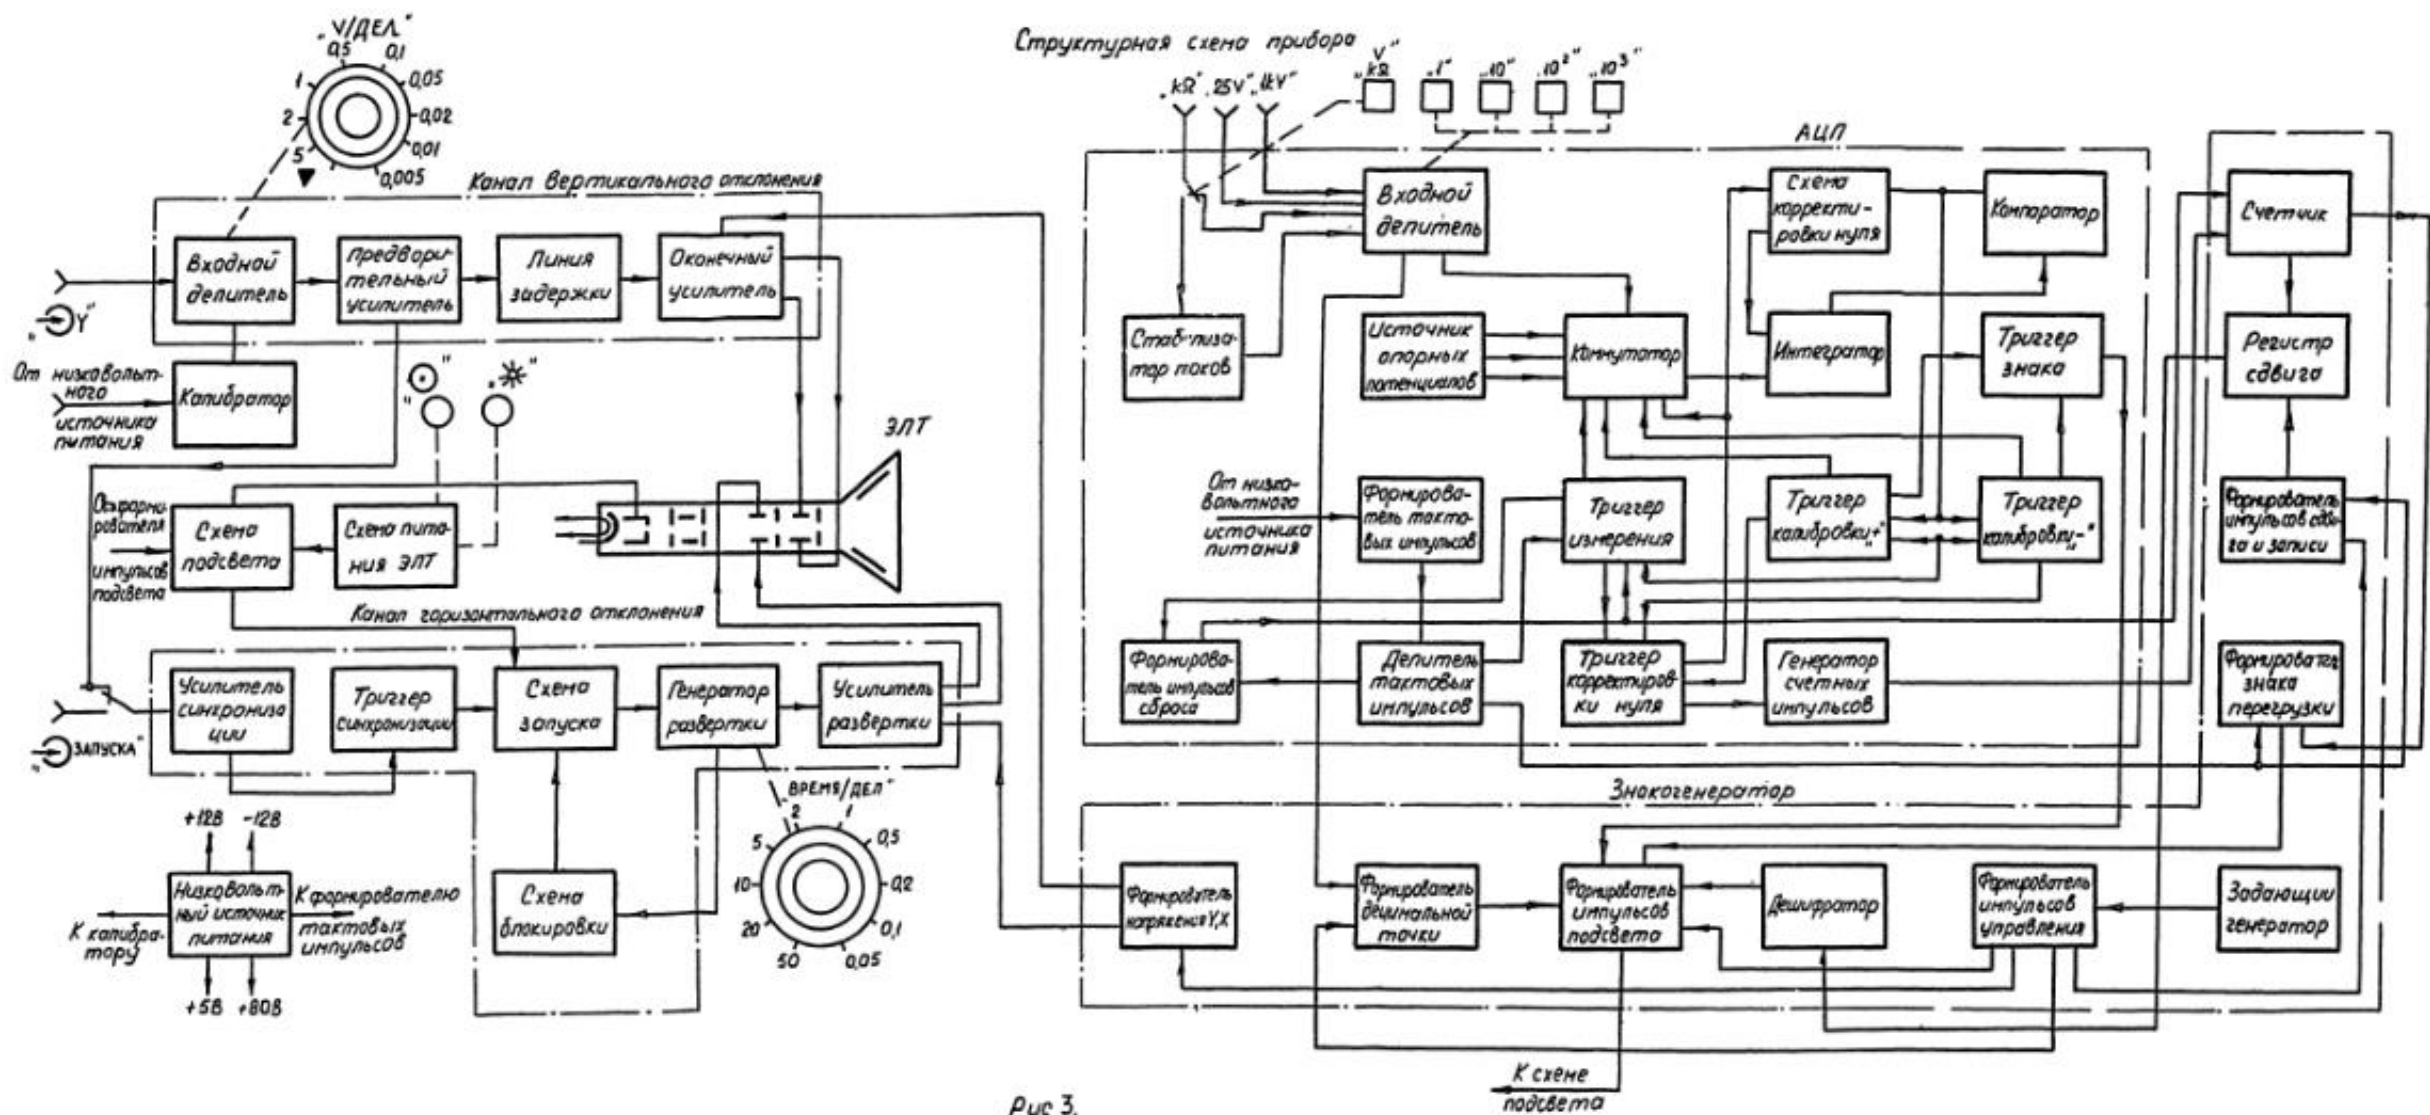 Структурная схема прибора
„V/ДЕЛ"
0,5
0,1
1
0,05
2
0,02
5
0,01
0,005
Канал вертикального отклонения
Входной
делитель
Предвори-
тельный
усилитель
Линия
задержки
Оконечный
усилитель
„ Y"
От низковольт-
ного
источника
питания
Калибратор
ЭЛТ
От формирователя
импульсов
подсвета
Схема
подсвета
Схема пита-
ния ЭЛТ
Канал горизонтального отклонения
Усилитель
синхрониза
ции
Триггер
синхронизации
Схема
запуска
Генератор
развертки
Усилитель
развертки
„ ЗАПУСКА"
„ВРЕМЯ/ДЕЛ"
2
1
5
0,5
10
0,2
20
0,1
50
0,05
Схема
блокировки
+12В
-12В
Низковольт-
ный источник
питания
К калибра-
тору
К формирователю
тактовых
импульсов
+5В
+80В
„kΩ"
„25V"
„1kV"
V"
„kΩ
„1"
„10"
„10²"
„10³"
АЦП
Входной
делитель
Схема
корректи-
ровки нуля
Компаратор
Счетчик
Стаб-лиза-
тор токов
Источник
опорных
потенциалов
Коммутатор
Интегратор
Триггер
знака
Регистр
сдвига
От низко-
вольтного
источника
питания
Формирова-
тель такто-
вых импульсов
Триггер
измерения
Триггер
калибровки„+"
Триггер
калибровки„-"
Формирователь
импульсов сдви-
га и записи
Формирова-
тель импульсов
сброса
Делитель
тактовых
импульсов
Триггер
корректиров-
ки нуля
Генератор
счетных
импульсов
Формировател
знака
перегрузки
Знакогенератор
Формирователь
напряжения Y,X
Формирователь
децимальной
точки
Формирователь
импульсов
подсвета
Дешифратор
Формирователь
импульсов
управления
Задающии
генератор
К схеме
подсвета
Рис 3.